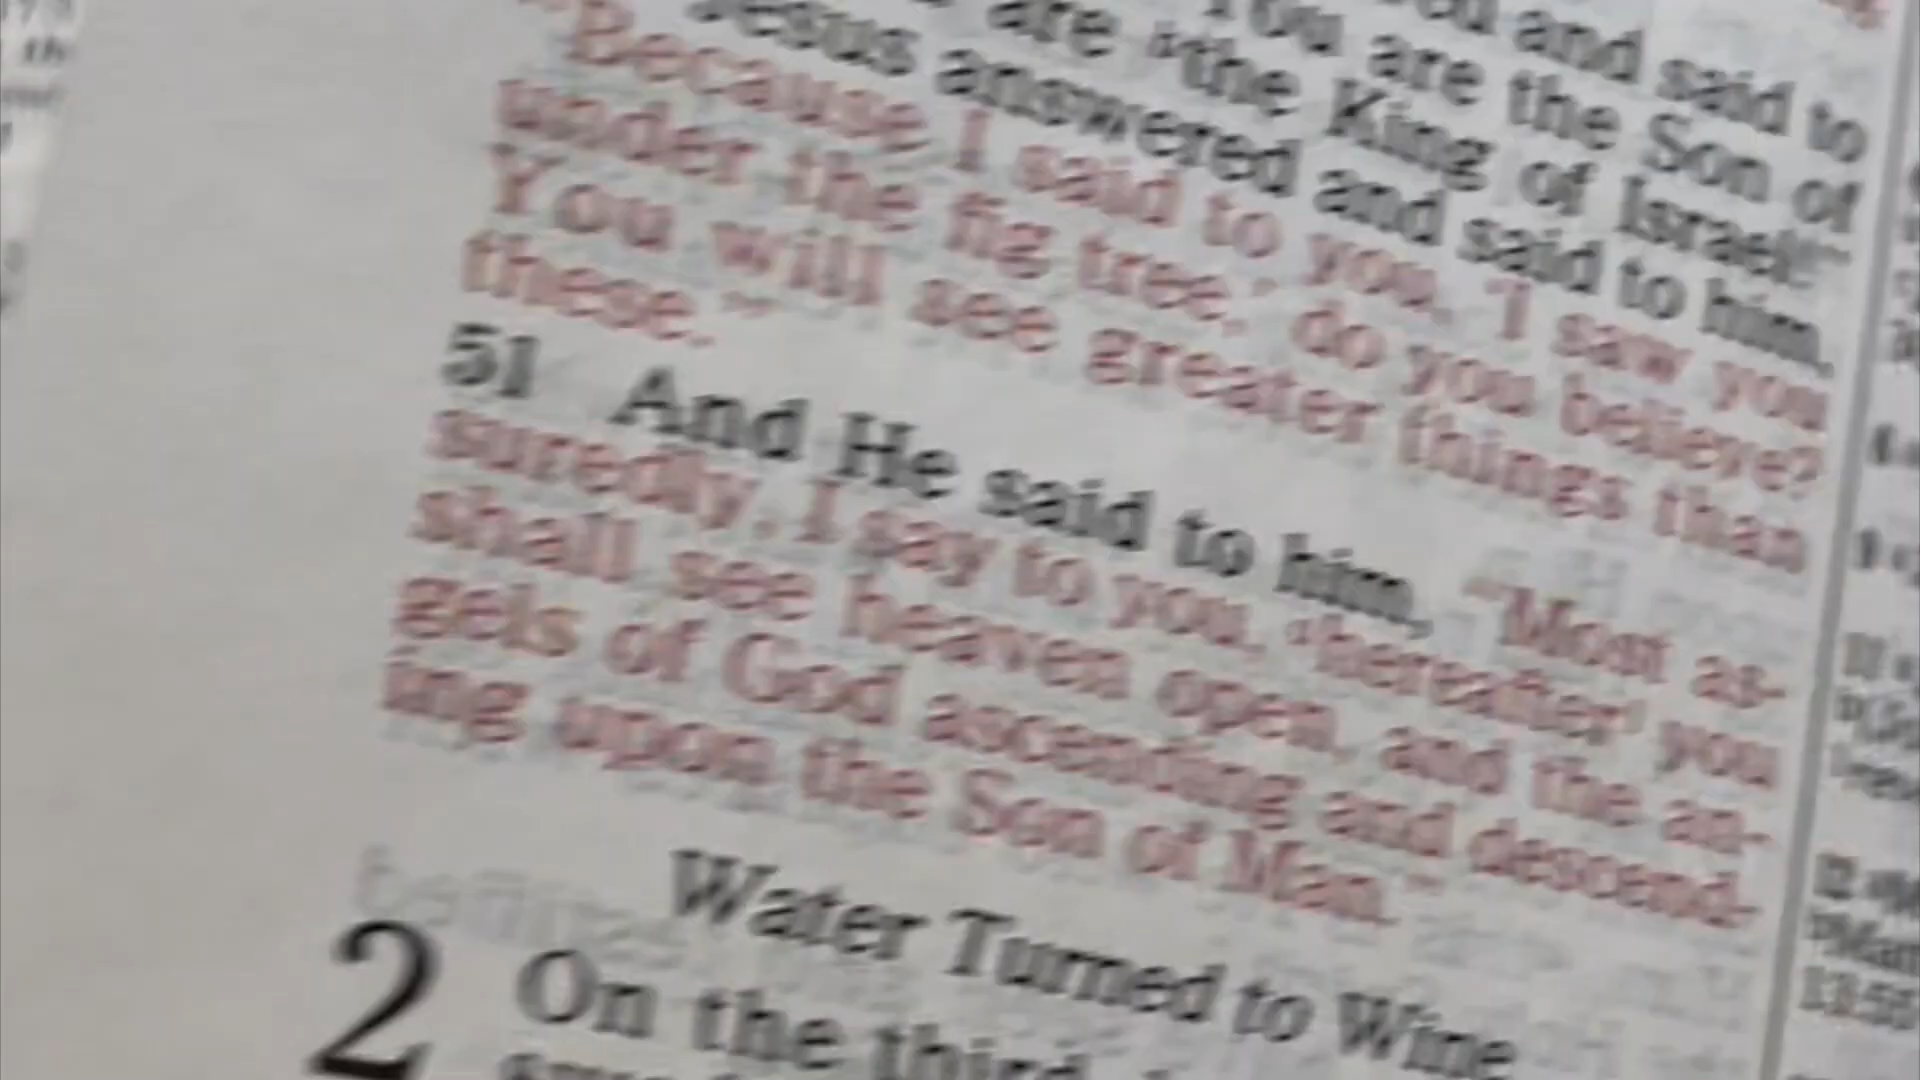 and said to
You are the Son of
are "the King of Israel!"
Jesus answered and said to him,
"Because I said to you, 'I saw you
under the fig tree,' do you believe?
You will see greater things than
these."
51 And He said to him, "Most as-
suredly, I say to you, ahereafter you
shall see heaven open, and the an-
gels of God ascending and descend-
ing upon the Son of Man."
Water Turned to Wine
2 On the third